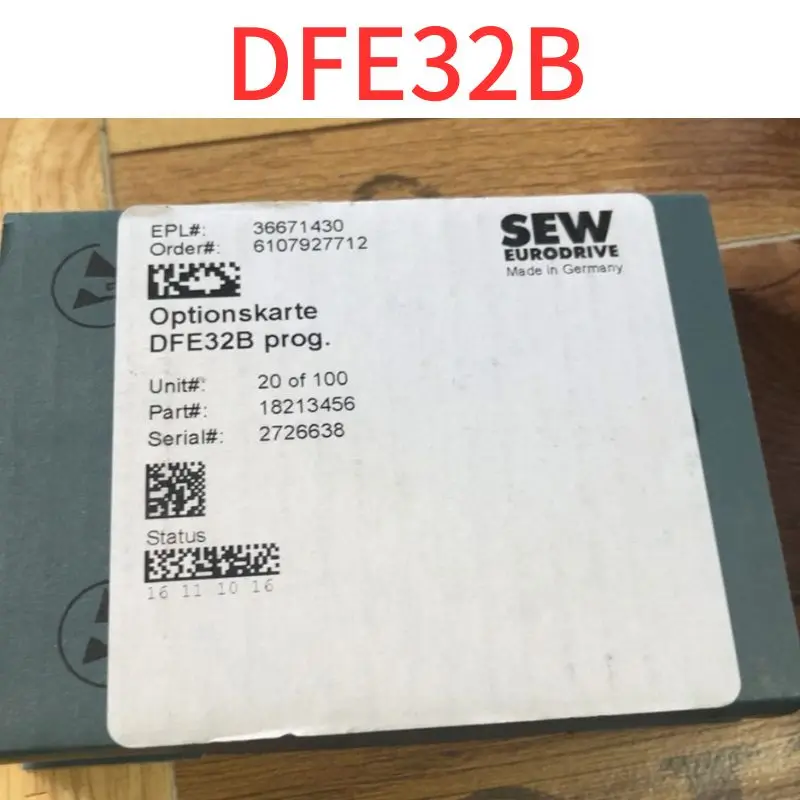 DFE32B
EPL#: 36671430
Order#: 6107927712
SEW
EURODRIVE
Made in Germany
Optionskarte
DFE32B prog.
Unit#: 20 of 100
Part#: 18213456
Serial#: 2726638
Status
16 11 10 16